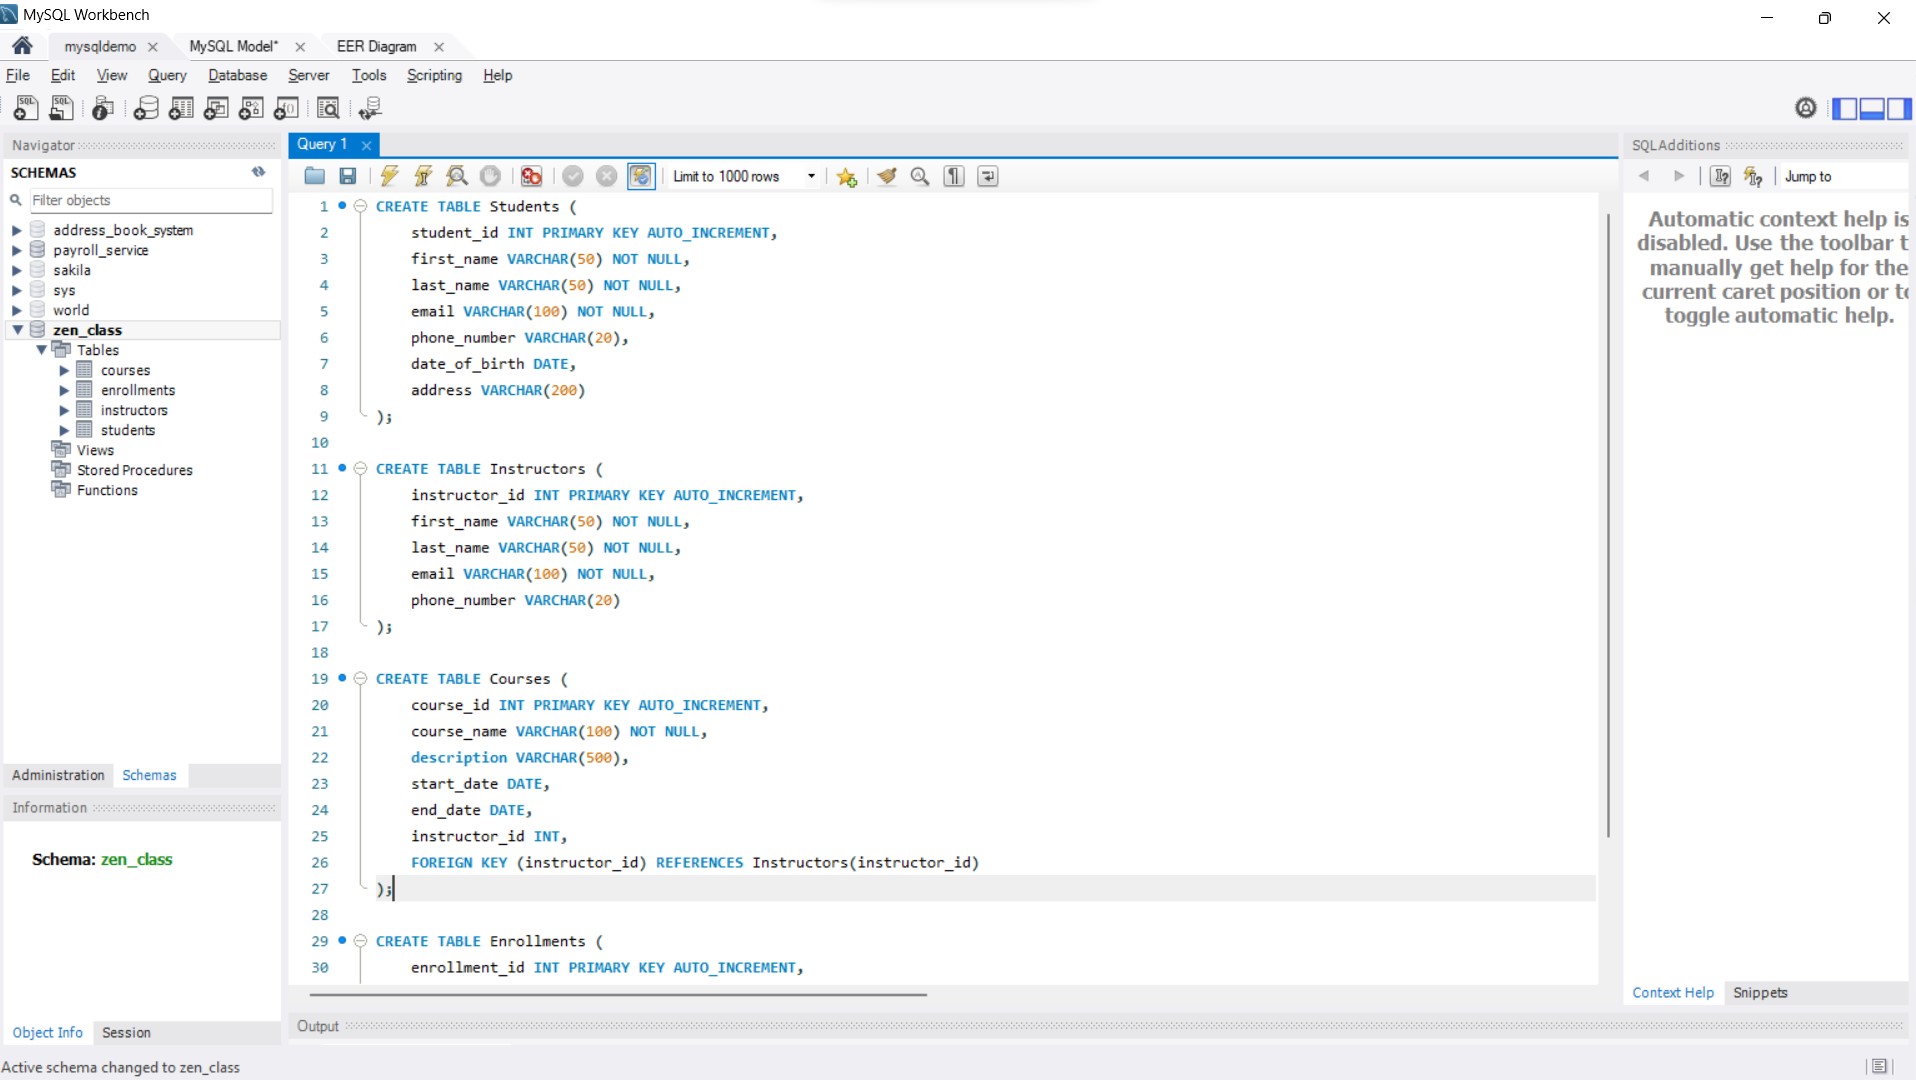 MySQL Workbench
mysqldemo
MySQL Model*
EER Diagram
File Edit View Query Database Server Tools Scripting Help
Navigator
SCHEMAS
Filter objects
address_book_system
payroll_service
sakila
sys
world
zen_class
Tables
courses
enrollments
instructors
students
Views
Stored Procedures
Functions
Administration Schemas
Information
Schema: zen_class
Object Info Session
Query 1
Limit to 1000 rows
1 CREATE TABLE Students (
2 student_id INT PRIMARY KEY AUTO_INCREMENT,
3 first_name VARCHAR(50) NOT NULL,
4 last_name VARCHAR(50) NOT NULL,
5 email VARCHAR(100) NOT NULL,
6 phone_number VARCHAR(20),
7 date_of_birth DATE,
8 address VARCHAR(200)
9 );
10
11 CREATE TABLE Instructors (
12 instructor_id INT PRIMARY KEY AUTO_INCREMENT,
13 first_name VARCHAR(50) NOT NULL,
14 last_name VARCHAR(50) NOT NULL,
15 email VARCHAR(100) NOT NULL,
16 phone_number VARCHAR(20)
17 );
18
19 CREATE TABLE Courses (
20 course_id INT PRIMARY KEY AUTO_INCREMENT,
21 course_name VARCHAR(100) NOT NULL,
22 description VARCHAR(500),
23 start_date DATE,
24 end_date DATE,
25 instructor_id INT,
26 FOREIGN KEY (instructor_id) REFERENCES Instructors(instructor_id)
27 );
28
29 CREATE TABLE Enrollments (
30 enrollment_id INT PRIMARY KEY AUTO_INCREMENT,
Output
SQLAdditions
Jump to
Automatic context help is
disabled. Use the toolbar t
manually get help for the
current caret position or to
toggle automatic help.
Context Help Snippets
Active schema changed to zen_class